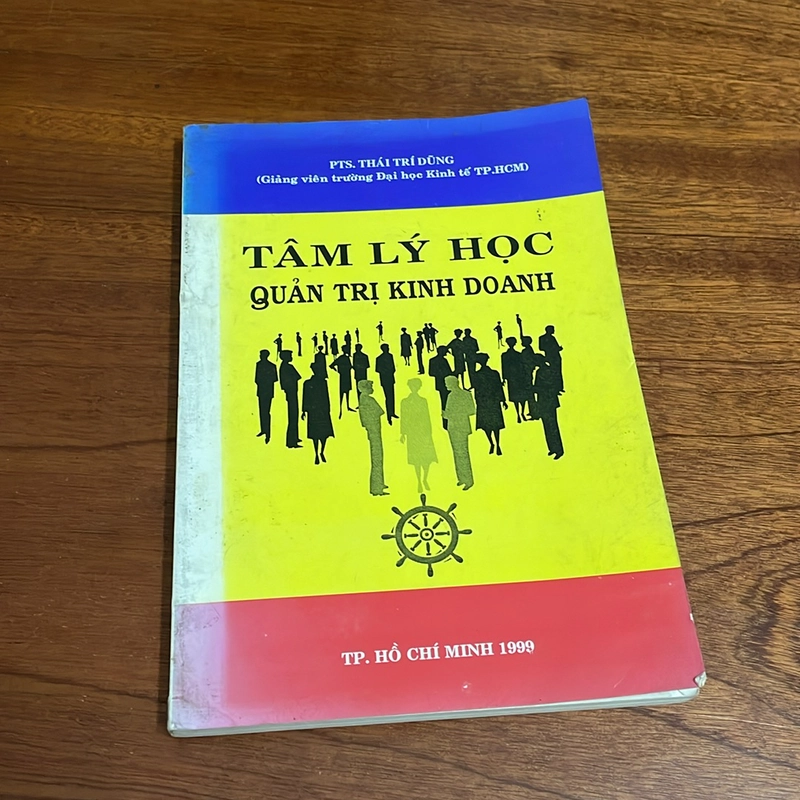 PTS. THÁI TRÍ DŨNG
(Giảng viên trường Đại học Kinh tế TP.HCM)
TÂM LÝ HỌC
QUẢN TRỊ KINH DOANH
TP. HỒ CHÍ MINH 1999